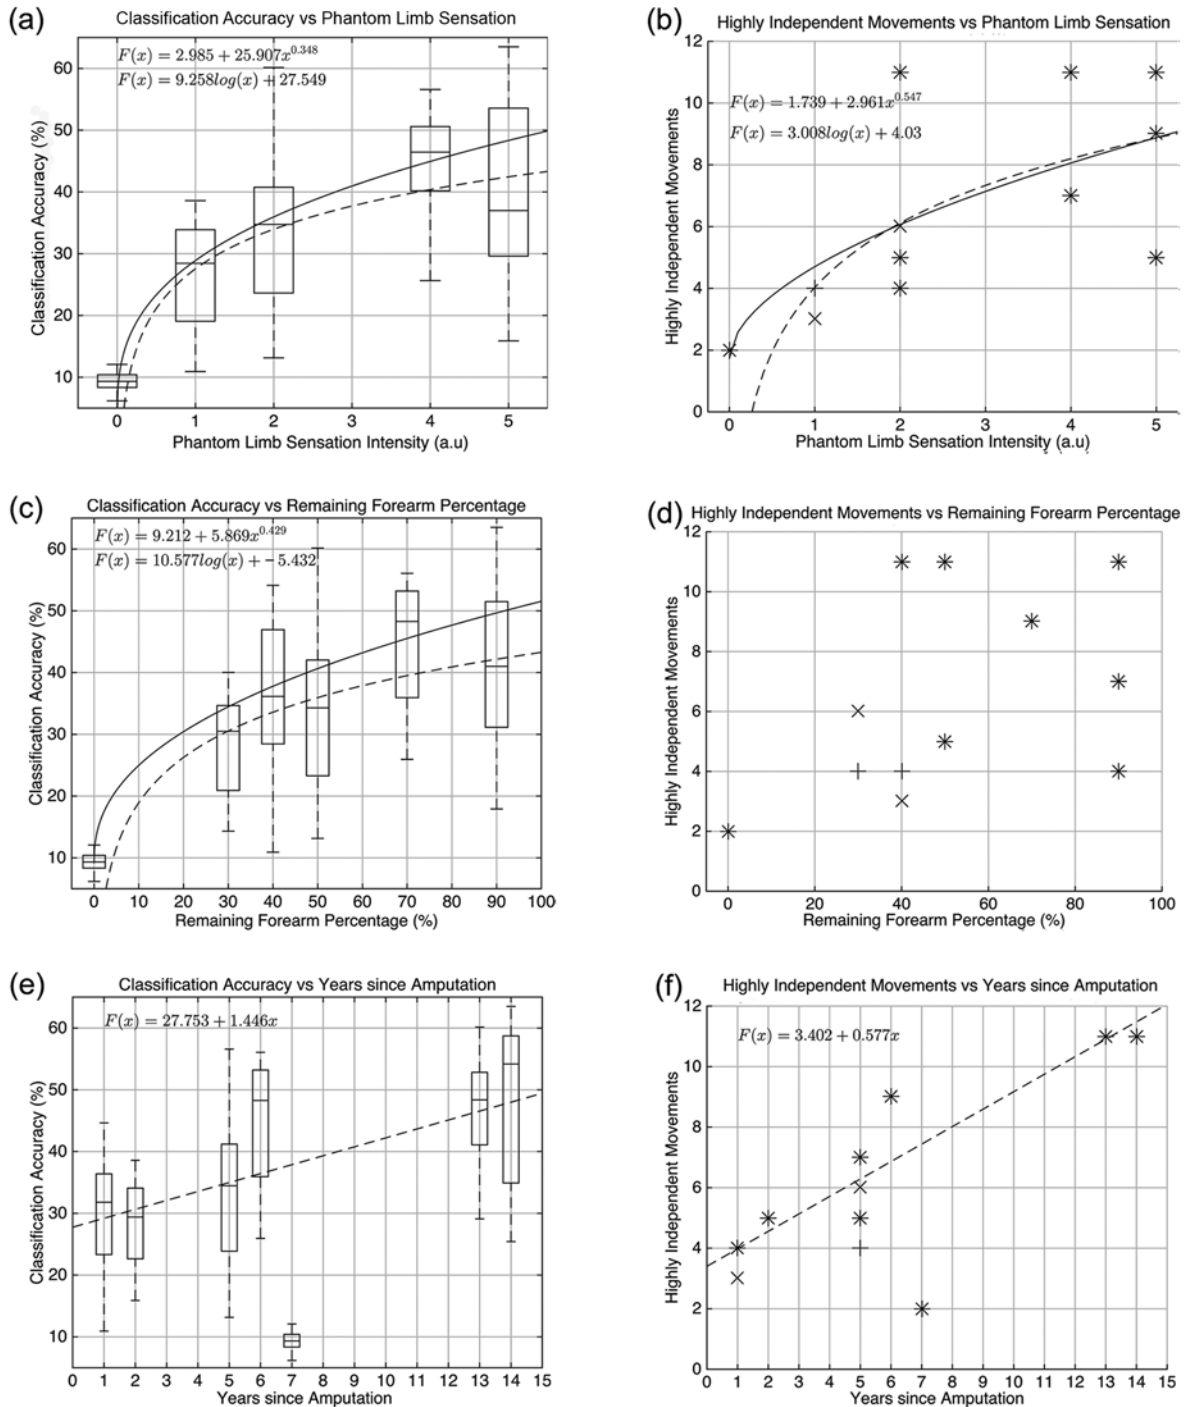 (a)
Classification Accuracy vs Phantom Limb Sensation
F(x) = 2.985 + 25.907x^0.348
F(x) = 9.258log(x) + 27.549
Classification Accuracy (%)
60
50
40
30
20
10
0 1 2 3 4 5
Phantom Limb Sensation Intensity (a.u)
(b)
Highly Independent Movements vs Phantom Limb Sensation
F(x) = 1.739 + 2.961x^0.547
F(x) = 3.008log(x) + 4.03
Highly Independent Movements
12
10
8
6
4
2
0
0 1 2 3 4 5
Phantom Limb Sensation Intensity (a.u)
(c)
Classification Accuracy vs Remaining Forearm Percentage
F(x) = 9.212 + 5.869x^0.429
F(x) = 10.577log(x) + −5.432
Classification Accuracy (%)
60
50
40
30
20
10
0 10 20 30 40 50 60 70 80 90 100
Remaining Forearm Percentage (%)
(d)
Highly Independent Movements vs Remaining Forearm Percentage
Highly Independent Movements
12
10
8
6
4
2
0
0 20 40 60 80 100
Remaining Forearm Percentage (%)
(e)
Classification Accuracy vs Years since Amputation
F(x) = 27.753 + 1.446x
Classification Accuracy (%)
60
50
40
30
20
10
0 1 2 3 4 5 6 7 8 9 10 11 12 13 14 15
Years since Amputation
(f)
Highly Independent Movements vs Years since Amputation
F(x) = 3.402 + 0.577x
Highly Independent Movements
12
10
8
6
4
2
0
0 1 2 3 4 5 6 7 8 9 10 11 12 13 14 15
Years since Amputation